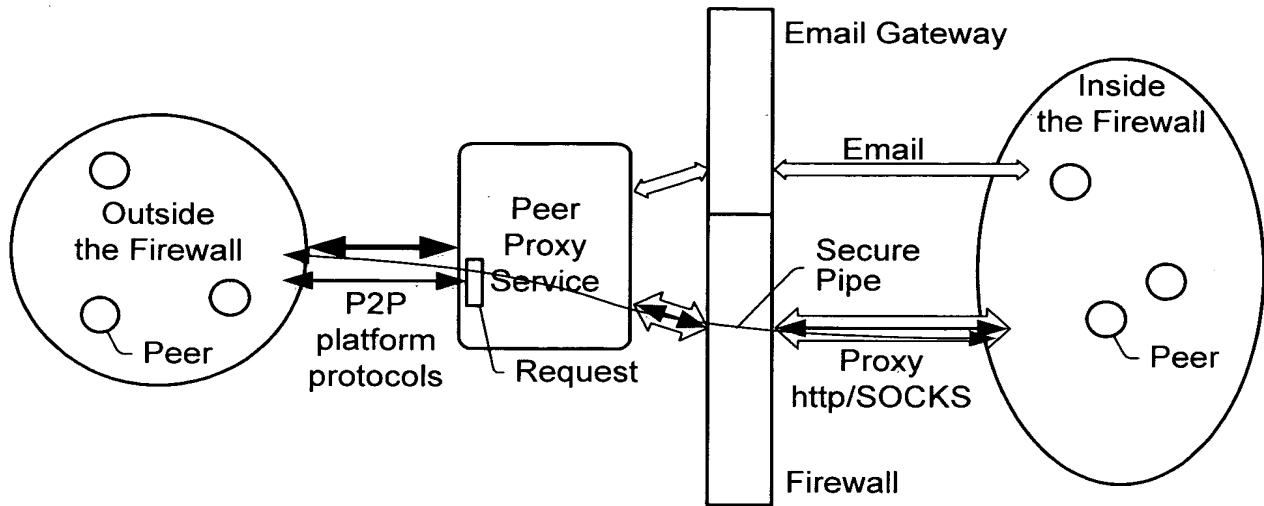 Email Gateway
Inside
the Firewall
Email
Outside
the Firewall
Peer
Proxy
Service
Secure
Pipe
P2P
platform
protocols
Peer
Request
Proxy
http/SOCKS
Peer
Firewall